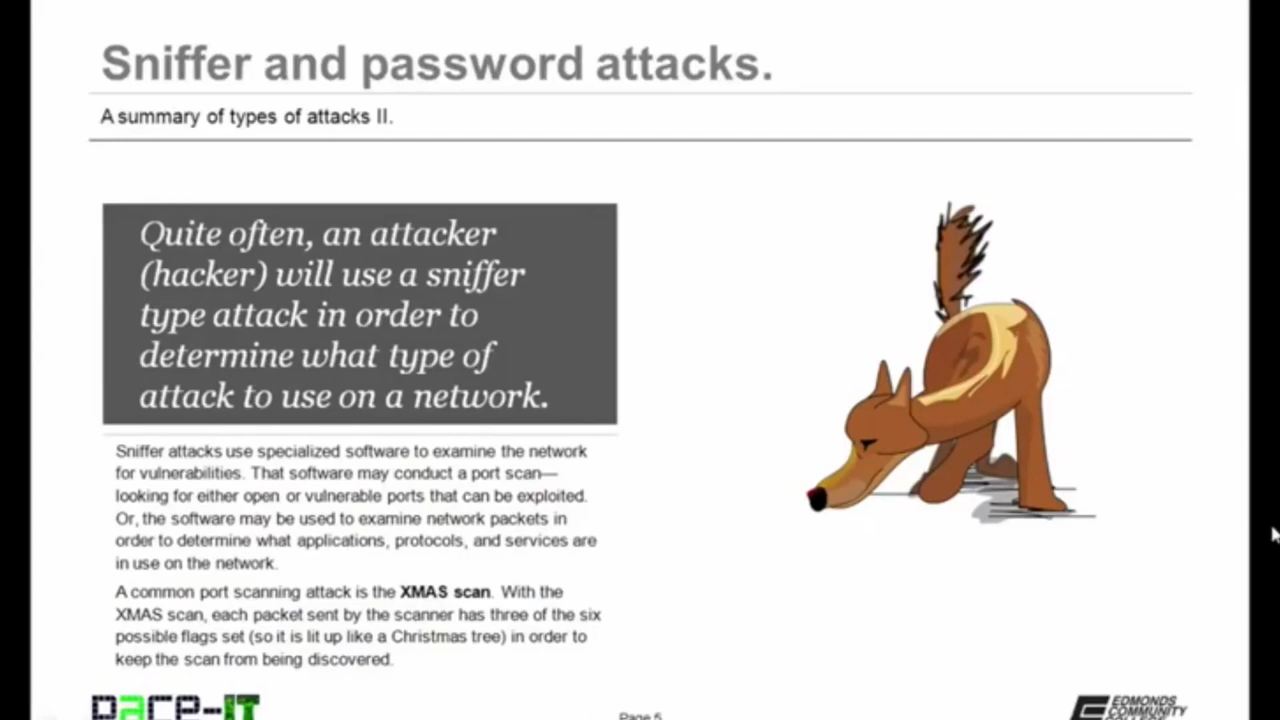 Sniffer and password attacks.
A summary of types of attacks II.
Quite often, an attacker
(hacker) will use a sniffer
type attack in order to
determine what type of
attack to use on a network.
Sniffer attacks use specialized software to examine the network
for vulnerabilities. That software may conduct a port scan—
looking for either open or vulnerable ports that can be exploited.
Or, the software may be used to examine network packets in
order to determine what applications, protocols, and services are
in use on the network.
A common port scanning attack is the XMAS scan. With the
XMAS scan, each packet sent by the scanner has three of the six
possible flags set (so it is lit up like a Christmas tree) in order to
keep the scan from being discovered.
pace-IT
Page 5
EDMONDS
COMMUNITY